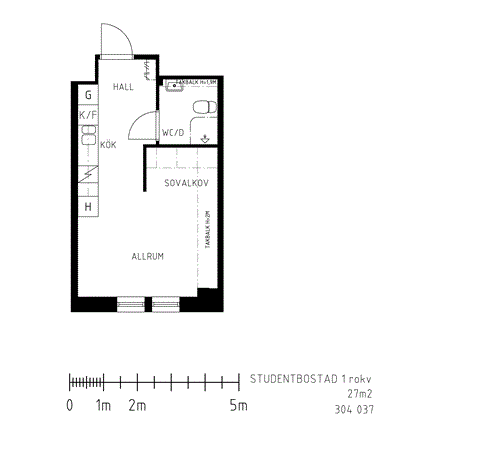 HALL
TAKBALK H=1,9M
G
K/F
WC/D
KÖK
SOVALKOV
H
TAKBALK H=2M
ALLRUM
STUDENTBOSTAD 1 rokv
27m2
304 037
0 1m 2m 5m